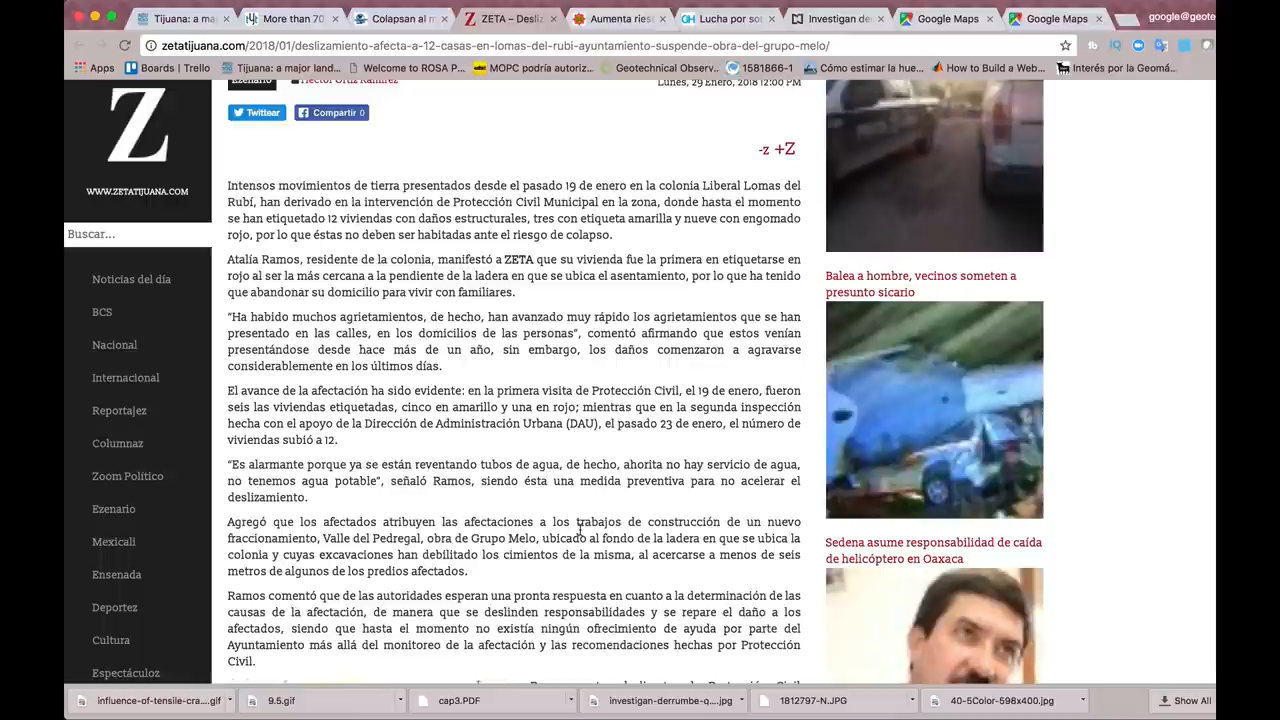 Tijuana: a ma
More than 70
Colapsan al m
ZETA – Desliz
Aumenta ries
Lucha por so
Investigan de
Google Maps
Google Maps
google@geote
zetatijuana.com/2018/01/deslizamiento-afecta-a-12-casas-en-lomas-del-rubi-ayuntamiento-suspende-obra-del-grupo-melo/
Apps
Boards | Trello
Tijuana: a major land...
Welcome to ROSA P...
MOPC podría autoriz...
Geotechnical Observ...
1581866-1
Cómo estimar la hue...
How to Build a Web...
Interés por la Geomá...
Ezenario
Héctor Ortiz Ramírez
Lunes, 29 Enero, 2018 12:00 PM
Z
WWW.ZETATIJUANA.COM
Twittear
Compartir 0
-z +Z
Buscar...
Noticias del día
BCS
Nacional
Internacional
Reportajez
Columnaz
Zoom Político
Ezenario
Mexicali
Ensenada
Deportez
Cultura
Espectáculoz
Intensos movimientos de tierra presentados desde el pasado 19 de enero en la colonia Liberal Lomas del
Rubí, han derivado en la intervención de Protección Civil Municipal en la zona, donde hasta el momento
se han etiquetado 12 viviendas con daños estructurales, tres con etiqueta amarilla y nueve con engomado
rojo, por lo que éstas no deben ser habitadas ante el riesgo de colapso.
Atalía Ramos, residente de la colonia, manifestó a ZETA que su vivienda fue la primera en etiquetarse en
rojo al ser la más cercana a la pendiente de la ladera en que se ubica el asentamiento, por lo que ha tenido
que abandonar su domicilio para vivir con familiares.
“Ha habido muchos agrietamientos, de hecho, han avanzado muy rápido los agrietamientos que se han
presentado en las calles, en los domicilios de las personas”, comentó afirmando que estos venían
presentándose desde hace más de un año, sin embargo, los daños comenzaron a agravarse
considerablemente en los últimos días.
El avance de la afectación ha sido evidente: en la primera visita de Protección Civil, el 19 de enero, fueron
seis las viviendas etiquetadas, cinco en amarillo y una en rojo; mientras que en la segunda inspección
hecha con el apoyo de la Dirección de Administración Urbana (DAU), el pasado 23 de enero, el número de
viviendas subió a 12.
“Es alarmante porque ya se están reventando tubos de agua, de hecho, ahorita no hay servicio de agua,
no tenemos agua potable”, señaló Ramos, siendo ésta una medida preventiva para no acelerar el
deslizamiento.
Agregó que los afectados atribuyen las afectaciones a los trabajos de construcción de un nuevo
fraccionamiento, Valle del Pedregal, obra de Grupo Melo, ubicado al fondo de la ladera en que se ubica la
colonia y cuyas excavaciones han debilitado los cimientos de la misma, al acercarse a menos de seis
metros de algunos de los predios afectados.
Ramos comentó que de las autoridades esperan una pronta respuesta en cuanto a la determinación de las
causas de la afectación, de manera que se deslinden responsabilidades y se repare el daño a los
afectados, siendo que hasta el momento no existía ningún ofrecimiento de ayuda por parte del
Ayuntamiento más allá del monitoreo de la afectación y las recomendaciones hechas por Protección
Civil.
Balea a hombre, vecinos someten a
presunto sicario
Sedena asume responsabilidad de caída
de helicóptero en Oaxaca
influence-of-tensile-cra....gif
9.5.gif
cap3.PDF
investigan-derrumbe-q....jpg
1812797-N.JPG
40-5Color-598x400.jpg
Show All